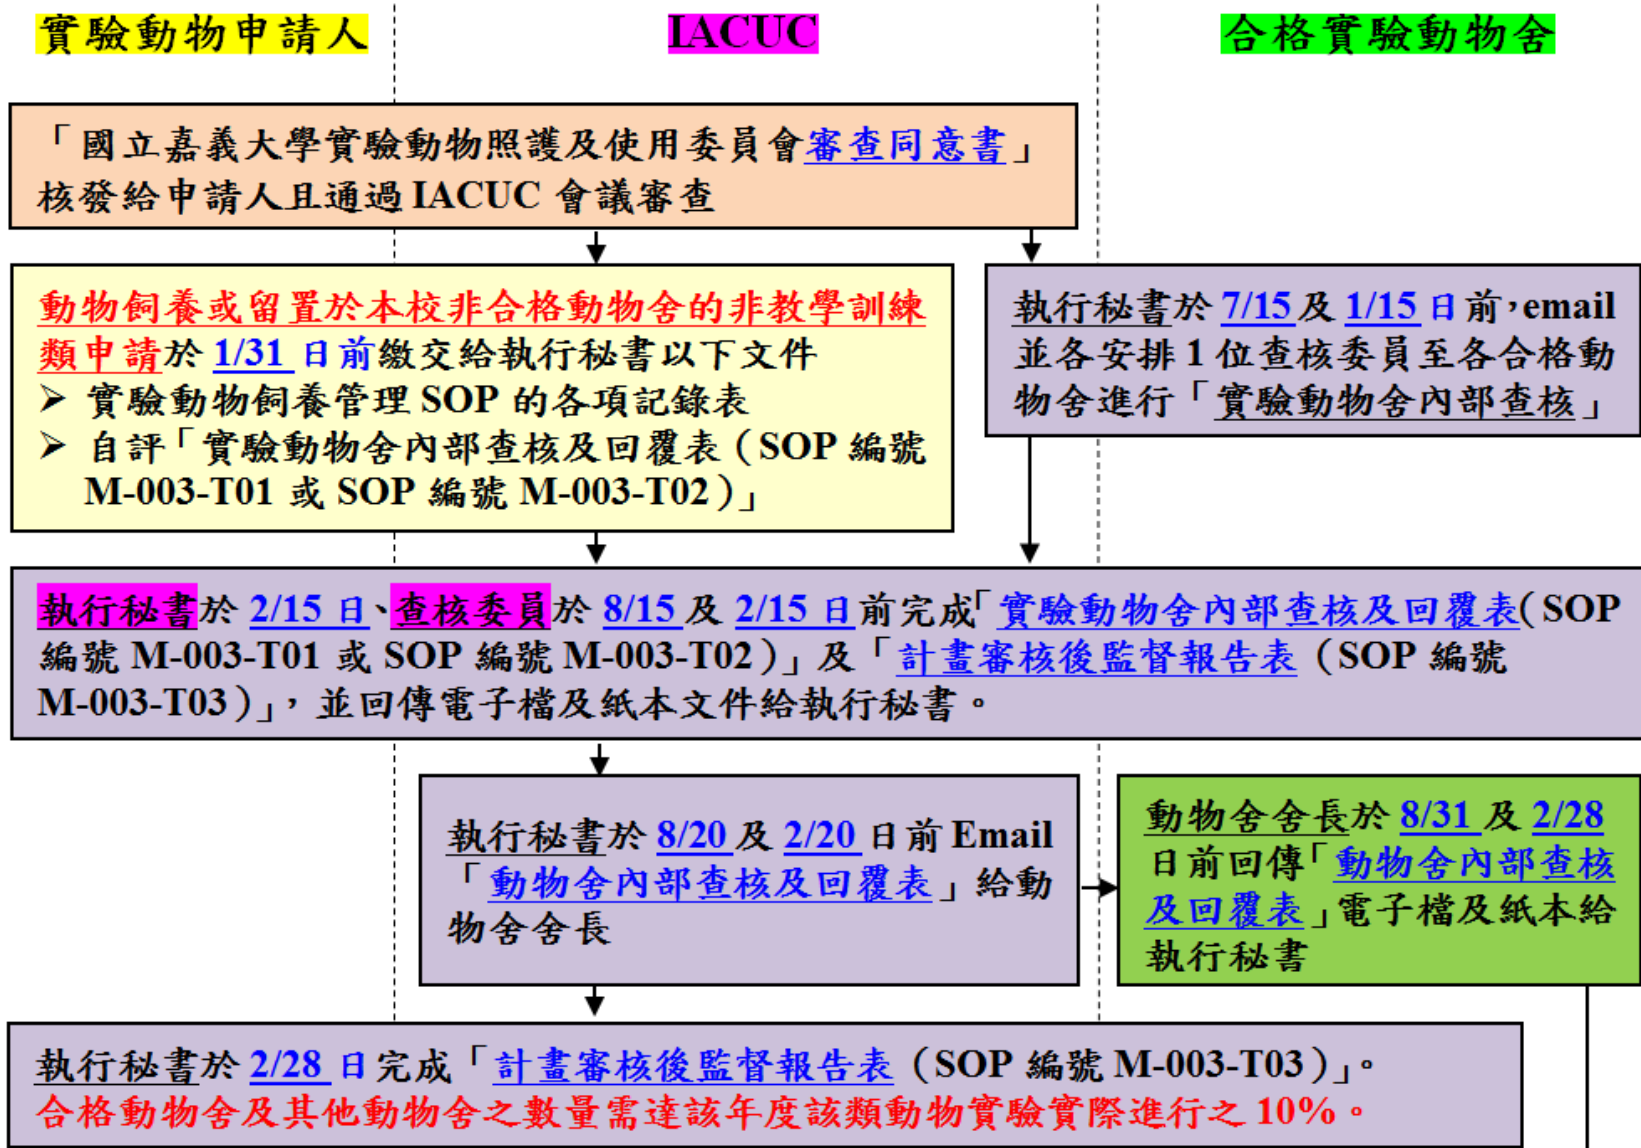 實驗動物申請人
IACUC
合格實驗動物舍
「國立嘉義大學實驗動物照護及使用委員會審查同意書」
核發給申請人且通過 IACUC 會議審查
動物飼養或留置於本校非合格動物舍的非教學訓練
類申請於 1/31 日前繳交給執行秘書以下文件
➢ 實驗動物飼養管理 SOP 的各項記錄表
➢ 自評「實驗動物舍內部查核及回覆表（SOP 編號
M-003-T01 或 SOP 編號 M-003-T02）」
執行秘書於 7/15 及 1/15 日前，email
並各安排 1 位查核委員至各合格動
物舍進行「實驗動物舍內部查核」
執行秘書於 2/15 日、查核委員於 8/15 及 2/15 日前完成「實驗動物舍內部查核及回覆表(SOP
編號 M-003-T01 或 SOP 編號 M-003-T02）」及「計畫審核後監督報告表（SOP 編號
M-003-T03）」，並回傳電子檔及紙本文件給執行秘書。
執行秘書於 8/20 及 2/20 日前 Email
「動物舍內部查核及回覆表」給動
物舍舍長
動物舍舍長於 8/31 及 2/28
日前回傳「動物舍內部查核
及回覆表」電子檔及紙本給
執行秘書
執行秘書於 2/28 日完成「計畫審核後監督報告表（SOP 編號 M-003-T03）」。
合格動物舍及其他動物舍之數量需達該年度該類動物實驗實際進行之 10%。